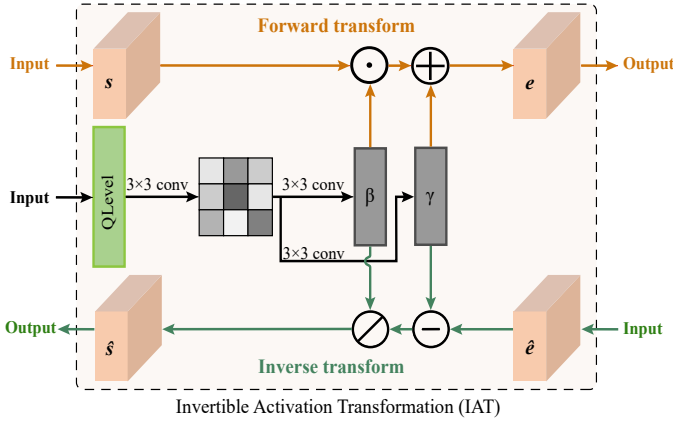 Forward transform
Input
s
e
Output
Input
QLevel
3×3 conv
3×3 conv
3×3 conv
β
γ
Output
ŝ
ê
Input
Inverse transform
Invertible Activation Transformation (IAT)